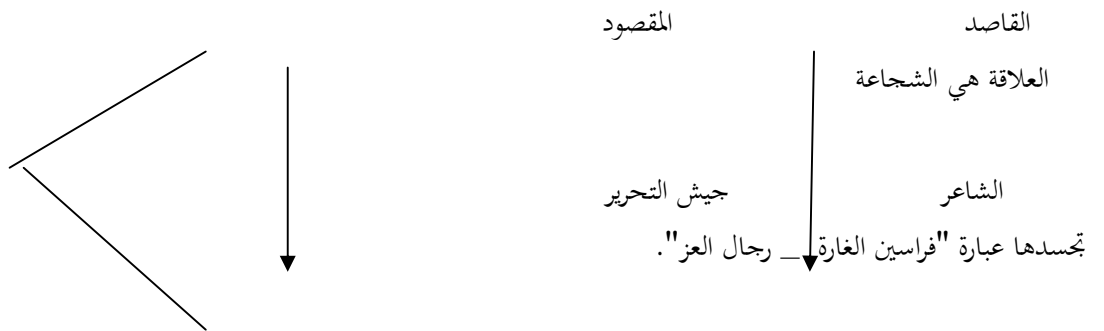 القاصد المقصود
العلاقة هي الشجاعة
الشاعر جيش التحرير
تجسدها عبارة "فراسين الغارة _ رجال العز".